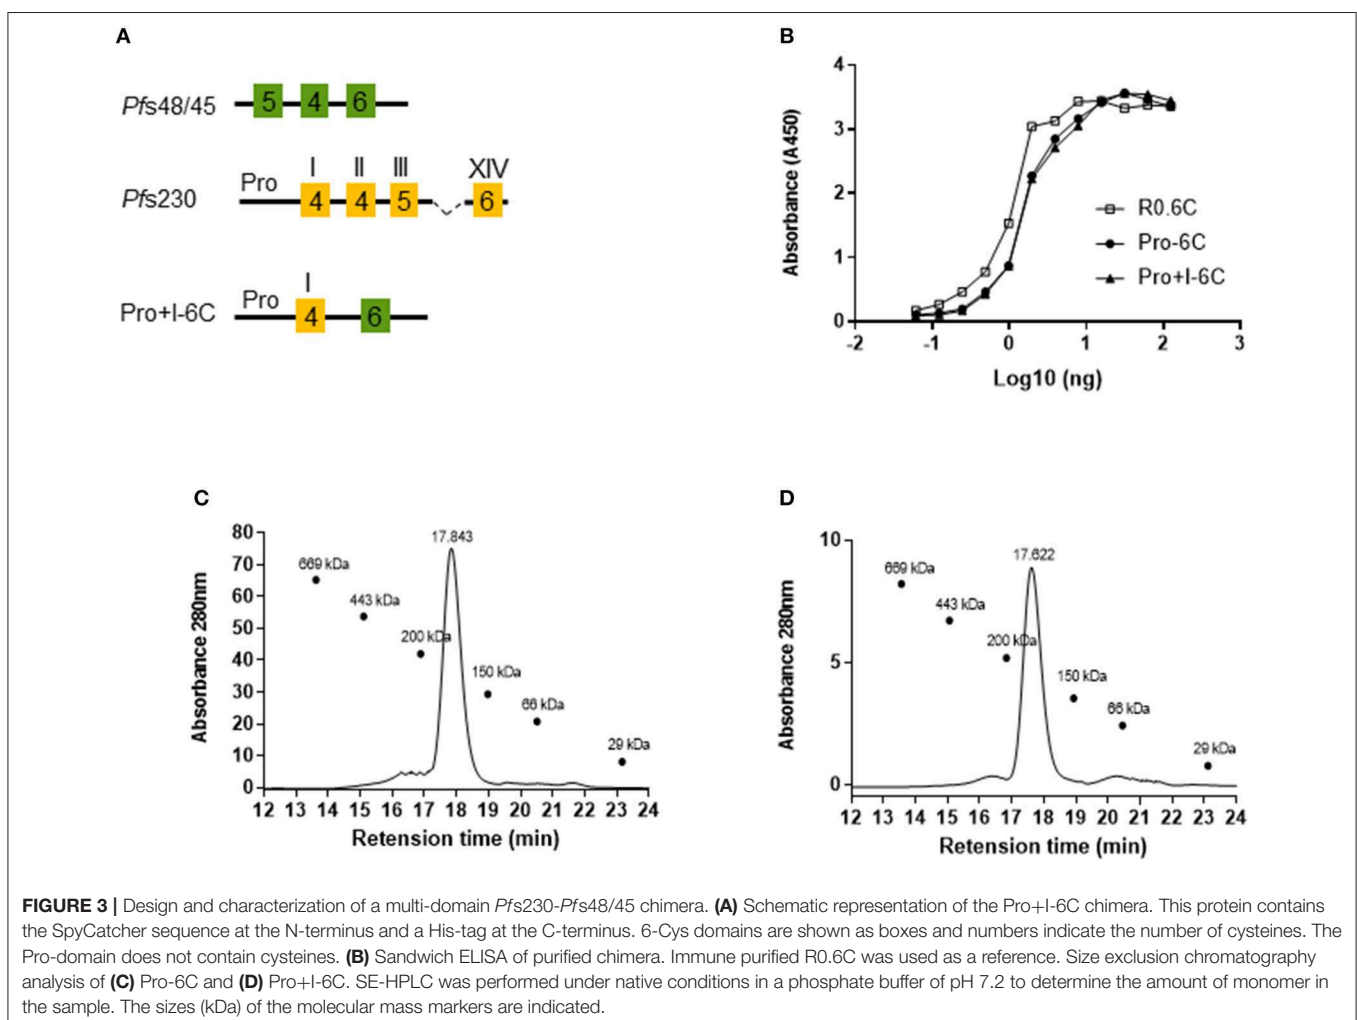 A
Pfs48/45
5 4 6
I II III XIV
Pro
Pfs230
4 4 5 6
I
Pro
Pro+I-6C
4 6
B
Absorbance (A450)
4
3
2
1
0
-2 -1 0 1 2 3
Log10 (ng)
R0.6C
Pro-6C
Pro+I-6C
C
Absorbance 280nm
80
70
60
50
40
30
20
10
0
17.843
669 kDa
443 kDa
200 kDa
150 kDa
66 kDa
29 kDa
12 13 14 15 16 17 18 19 20 21 22 23 24
Retension time (min)
D
Absorbance 280nm
10
5
0
17.622
669 kDa
443 kDa
200 kDa
150 kDa
66 kDa
29 kDa
12 13 14 15 16 17 18 19 20 21 22 23 24
Retension time (min)
FIGURE 3 | Design and characterization of a multi-domain Pfs230-Pfs48/45 chimera. (A) Schematic representation of the Pro+I-6C chimera. This protein contains
the SpyCatcher sequence at the N-terminus and a His-tag at the C-terminus. 6-Cys domains are shown as boxes and numbers indicate the number of cysteines. The
Pro-domain does not contain cysteines. (B) Sandwich ELISA of purified chimera. Immune purified R0.6C was used as a reference. Size exclusion chromatography
analysis of (C) Pro-6C and (D) Pro+I-6C. SE-HPLC was performed under native conditions in a phosphate buffer of pH 7.2 to determine the amount of monomer in
the sample. The sizes (kDa) of the molecular mass markers are indicated.